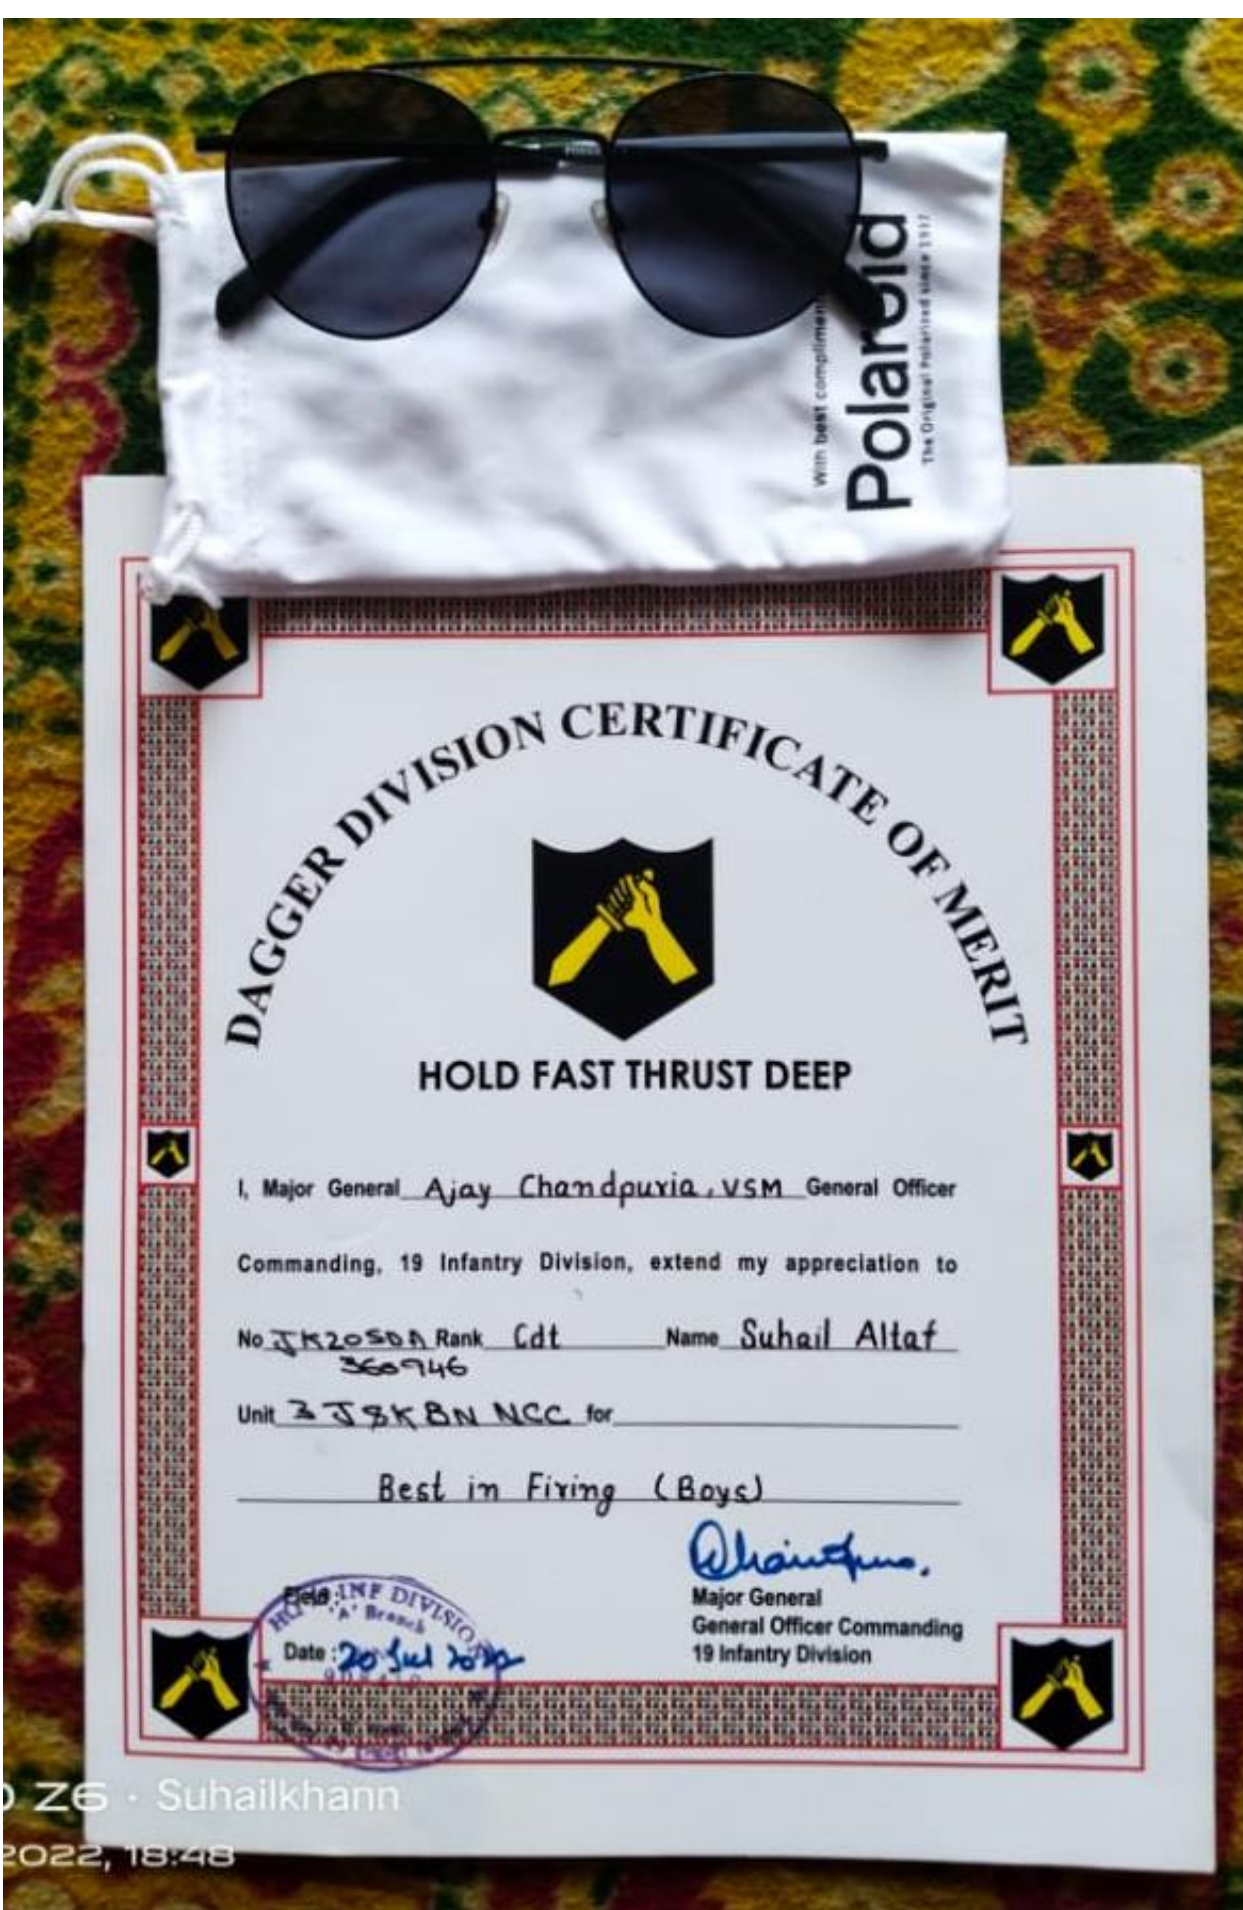 With best complimen
Polaroid
The Original Polarized since 1937
DAGGER DIVISION CERTIFICATE OF MERIT
HOLD FAST THRUST DEEP
I, Major General Ajay Chandpuria, VSM General Officer
Commanding, 19 Infantry Division, extend my appreciation to
No JK20SDA Rank Cdt Name Suhail Altaf
360946
Unit 3 J&K BN NCC for
Best in Firing (Boys)
Major General
General Officer Commanding
19 Infantry Division
Field :
Date : 20 Jul 2022
HQ INF DIVISION
'A' Branch
Z6 · Suhailkhann
2022, 18:48